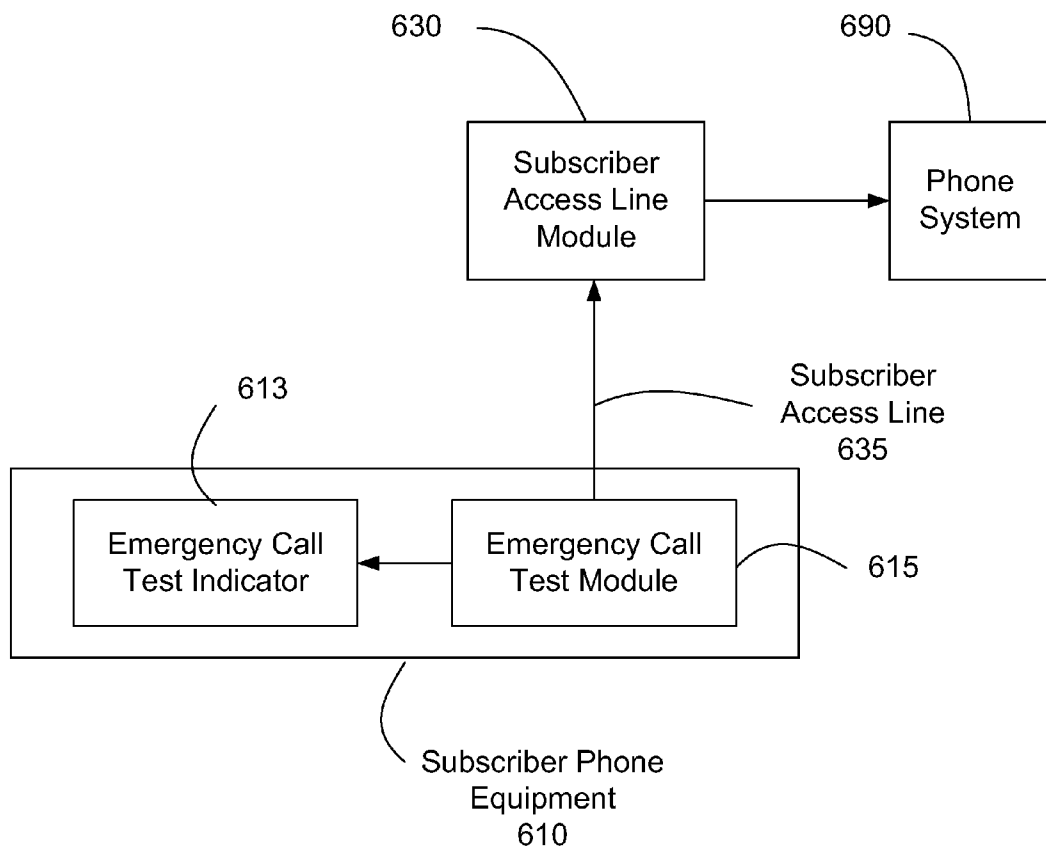 630
690
Subscriber
Access Line
Module
Phone
System
Subscriber
Access Line
635
613
Emergency Call
Test Indicator
Emergency Call
Test Module
615
Subscriber Phone
Equipment
610